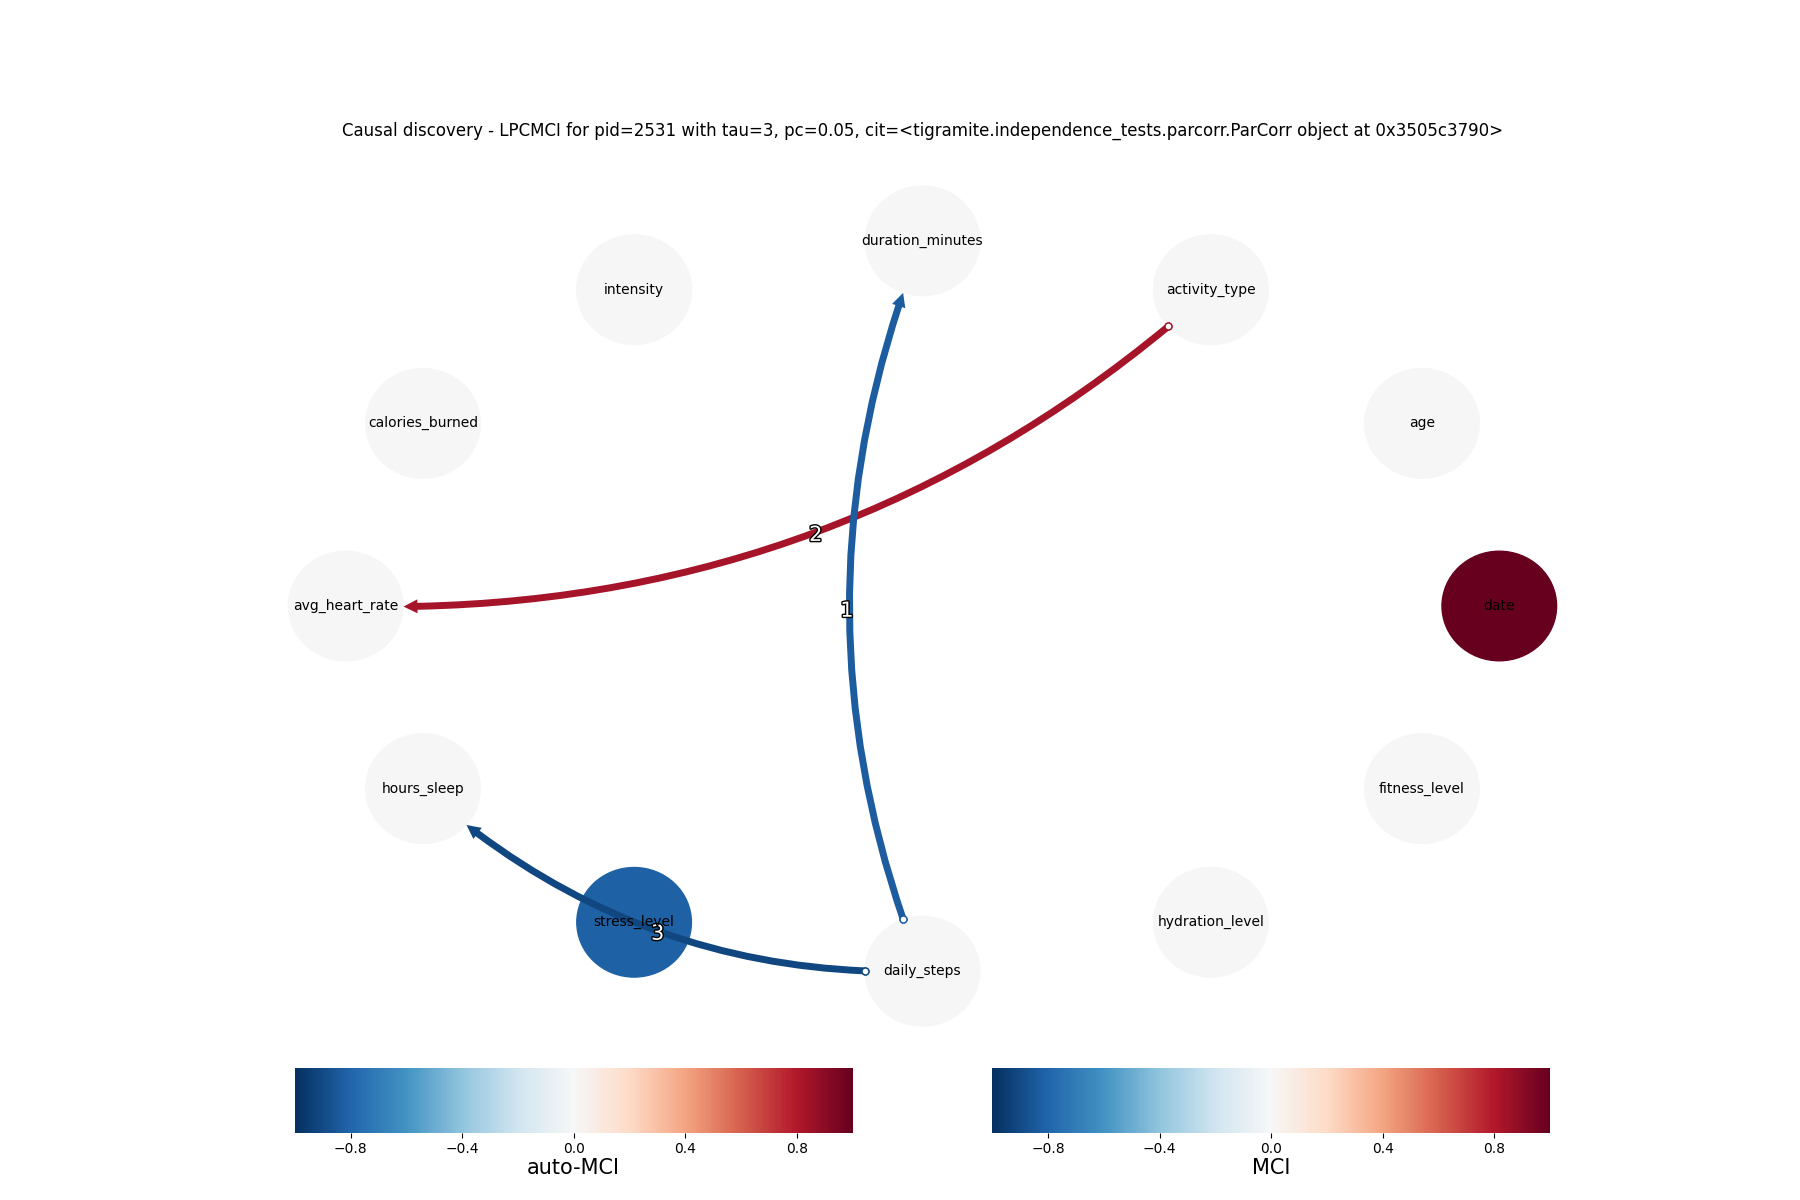 Causal discovery - LPCMCI for pid=2531 with tau=3, pc=0.05, cit=<tigramite.independence_tests.parcorr.ParCorr object at 0x3505c3790>
duration_minutes
intensity
activity_type
calories_burned
age
2
avg_heart_rate
1
date
hours_sleep
fitness_level
stress_level
3
hydration_level
daily_steps
−0.8 −0.4 0.0 0.4 0.8
auto-MCI
−0.8 −0.4 0.0 0.4 0.8
MCI